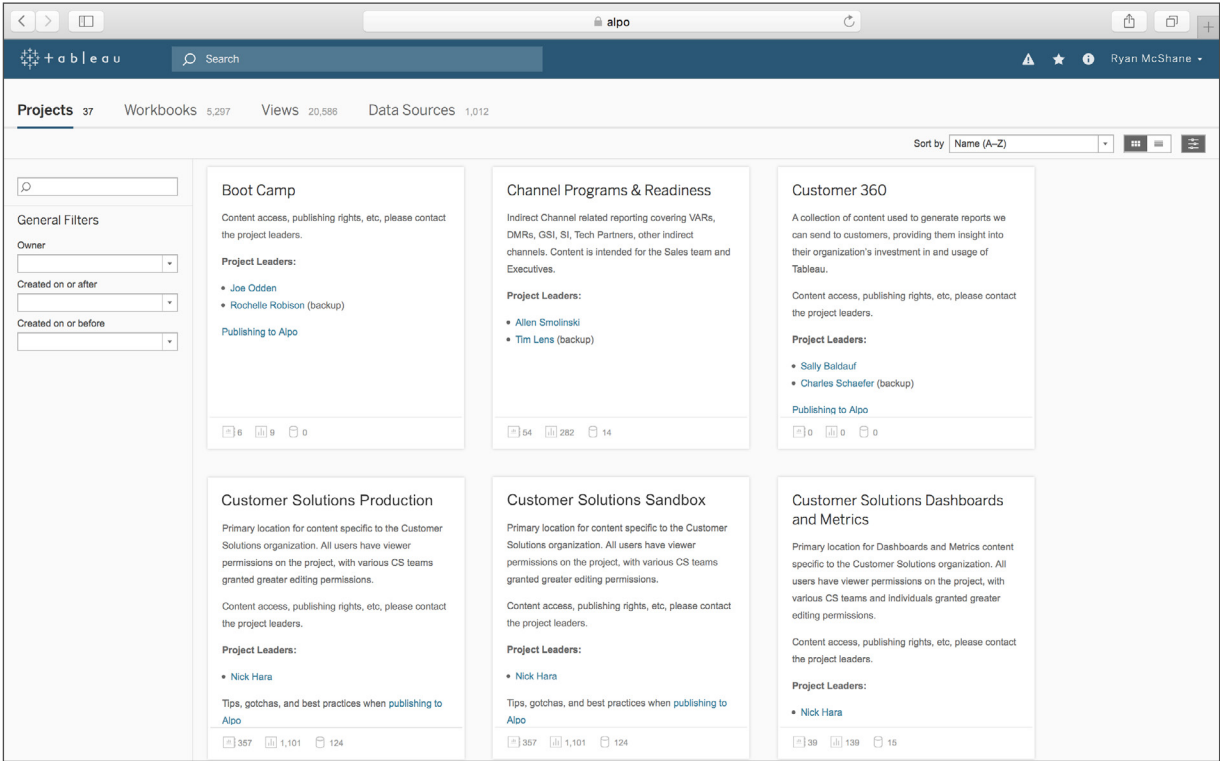 alpo
+ableau
Search
Ryan McShane
Projects 37 Workbooks 5,297 Views 20,586 Data Sources 1,012
Sort by Name (A–Z)
General Filters
Owner
Created on or after
Created on or before
Boot Camp
Content access, publishing rights, etc, please contact
the project leaders.
Project Leaders:
• Joe Odden
• Rochelle Robison (backup)
Publishing to Alpo
6 9 0
Channel Programs & Readiness
Indirect Channel related reporting covering VARs,
DMRs, GSI, SI, Tech Partners, other indirect
channels. Content is intended for the Sales team and
Executives.
Project Leaders:
• Allen Smolinski
• Tim Lens (backup)
54 282 14
Customer 360
A collection of content used to generate reports we
can send to customers, providing them insight into
their organization's investment in and usage of
Tableau.
Content access, publishing rights, etc, please contact
the project leaders.
Project Leaders:
• Sally Baldauf
• Charles Schaefer (backup)
Publishing to Alpo
0 0 0
Customer Solutions Production
Primary location for content specific to the Customer
Solutions organization. All users have viewer
permissions on the project, with various CS teams
granted greater editing permissions.
Content access, publishing rights, etc, please contact
the project leaders.
Project Leaders:
• Nick Hara
Tips, gotchas, and best practices when publishing to
Alpo
357 1,101 124
Customer Solutions Sandbox
Primary location for content specific to the Customer
Solutions organization. All users have viewer
permissions on the project, with various CS teams
granted greater editing permissions.
Content access, publishing rights, etc, please contact
the project leaders.
Project Leaders:
• Nick Hara
Tips, gotchas, and best practices when publishing to
Alpo
357 1,101 124
Customer Solutions Dashboards
and Metrics
Primary location for Dashboards and Metrics content
specific to the Customer Solutions organization. All
users have viewer permissions on the project, with
various CS teams and individuals granted greater
editing permissions.
Content access, publishing rights, etc, please contact
the project leaders.
Project Leaders:
• Nick Hara
39 139 15